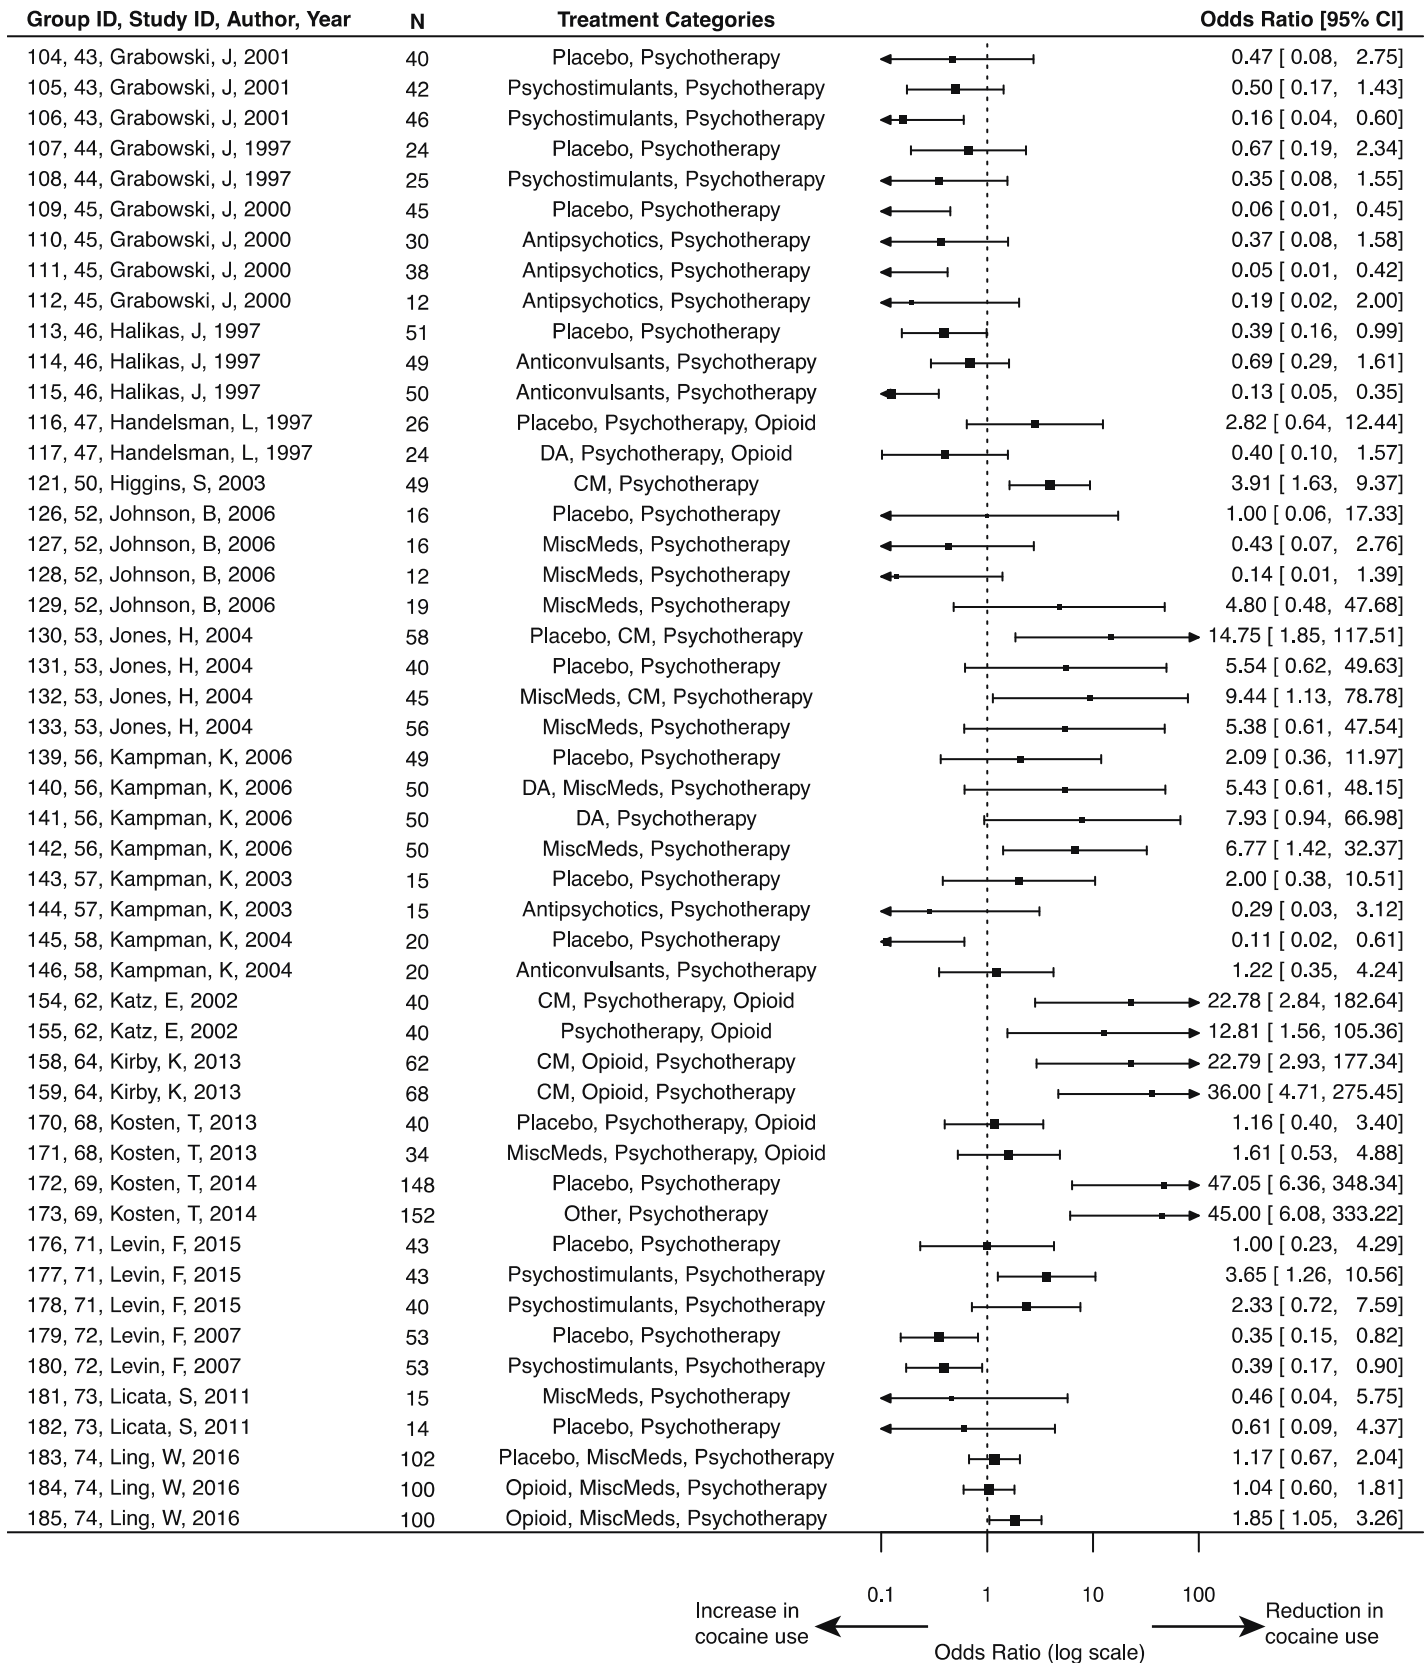 Group ID, Study ID, Author, Year N Treatment Categories Odds Ratio [95% CI]
104, 43, Grabowski, J, 2001 40 Placebo, Psychotherapy 0.47 [ 0.08, 2.75]
105, 43, Grabowski, J, 2001 42 Psychostimulants, Psychotherapy 0.50 [ 0.17, 1.43]
106, 43, Grabowski, J, 2001 46 Psychostimulants, Psychotherapy 0.16 [ 0.04, 0.60]
107, 44, Grabowski, J, 1997 24 Placebo, Psychotherapy 0.67 [ 0.19, 2.34]
108, 44, Grabowski, J, 1997 25 Psychostimulants, Psychotherapy 0.35 [ 0.08, 1.55]
109, 45, Grabowski, J, 2000 45 Placebo, Psychotherapy 0.06 [ 0.01, 0.45]
110, 45, Grabowski, J, 2000 30 Antipsychotics, Psychotherapy 0.37 [ 0.08, 1.58]
111, 45, Grabowski, J, 2000 38 Antipsychotics, Psychotherapy 0.05 [ 0.01, 0.42]
112, 45, Grabowski, J, 2000 12 Antipsychotics, Psychotherapy 0.19 [ 0.02, 2.00]
113, 46, Halikas, J, 1997 51 Placebo, Psychotherapy 0.39 [ 0.16, 0.99]
114, 46, Halikas, J, 1997 49 Anticonvulsants, Psychotherapy 0.69 [ 0.29, 1.61]
115, 46, Halikas, J, 1997 50 Anticonvulsants, Psychotherapy 0.13 [ 0.05, 0.35]
116, 47, Handelsman, L, 1997 26 Placebo, Psychotherapy, Opioid 2.82 [ 0.64, 12.44]
117, 47, Handelsman, L, 1997 24 DA, Psychotherapy, Opioid 0.40 [ 0.10, 1.57]
121, 50, Higgins, S, 2003 49 CM, Psychotherapy 3.91 [ 1.63, 9.37]
126, 52, Johnson, B, 2006 16 Placebo, Psychotherapy 1.00 [ 0.06, 17.33]
127, 52, Johnson, B, 2006 16 MiscMeds, Psychotherapy 0.43 [ 0.07, 2.76]
128, 52, Johnson, B, 2006 12 MiscMeds, Psychotherapy 0.14 [ 0.01, 1.39]
129, 52, Johnson, B, 2006 19 MiscMeds, Psychotherapy 4.80 [ 0.48, 47.68]
130, 53, Jones, H, 2004 58 Placebo, CM, Psychotherapy 14.75 [ 1.85, 117.51]
131, 53, Jones, H, 2004 40 Placebo, Psychotherapy 5.54 [ 0.62, 49.63]
132, 53, Jones, H, 2004 45 MiscMeds, CM, Psychotherapy 9.44 [ 1.13, 78.78]
133, 53, Jones, H, 2004 56 MiscMeds, Psychotherapy 5.38 [ 0.61, 47.54]
139, 56, Kampman, K, 2006 49 Placebo, Psychotherapy 2.09 [ 0.36, 11.97]
140, 56, Kampman, K, 2006 50 DA, MiscMeds, Psychotherapy 5.43 [ 0.61, 48.15]
141, 56, Kampman, K, 2006 50 DA, Psychotherapy 7.93 [ 0.94, 66.98]
142, 56, Kampman, K, 2006 50 MiscMeds, Psychotherapy 6.77 [ 1.42, 32.37]
143, 57, Kampman, K, 2003 15 Placebo, Psychotherapy 2.00 [ 0.38, 10.51]
144, 57, Kampman, K, 2003 15 Antipsychotics, Psychotherapy 0.29 [ 0.03, 3.12]
145, 58, Kampman, K, 2004 20 Placebo, Psychotherapy 0.11 [ 0.02, 0.61]
146, 58, Kampman, K, 2004 20 Anticonvulsants, Psychotherapy 1.22 [ 0.35, 4.24]
154, 62, Katz, E, 2002 40 CM, Psychotherapy, Opioid 22.78 [ 2.84, 182.64]
155, 62, Katz, E, 2002 40 Psychotherapy, Opioid 12.81 [ 1.56, 105.36]
158, 64, Kirby, K, 2013 62 CM, Opioid, Psychotherapy 22.79 [ 2.93, 177.34]
159, 64, Kirby, K, 2013 68 CM, Opioid, Psychotherapy 36.00 [ 4.71, 275.45]
170, 68, Kosten, T, 2013 40 Placebo, Psychotherapy, Opioid 1.16 [ 0.40, 3.40]
171, 68, Kosten, T, 2013 34 MiscMeds, Psychotherapy, Opioid 1.61 [ 0.53, 4.88]
172, 69, Kosten, T, 2014 148 Placebo, Psychotherapy 47.05 [ 6.36, 348.34]
173, 69, Kosten, T, 2014 152 Other, Psychotherapy 45.00 [ 6.08, 333.22]
176, 71, Levin, F, 2015 43 Placebo, Psychotherapy 1.00 [ 0.23, 4.29]
177, 71, Levin, F, 2015 43 Psychostimulants, Psychotherapy 3.65 [ 1.26, 10.56]
178, 71, Levin, F, 2015 40 Psychostimulants, Psychotherapy 2.33 [ 0.72, 7.59]
179, 72, Levin, F, 2007 53 Placebo, Psychotherapy 0.35 [ 0.15, 0.82]
180, 72, Levin, F, 2007 53 Psychostimulants, Psychotherapy 0.39 [ 0.17, 0.90]
181, 73, Licata, S, 2011 15 MiscMeds, Psychotherapy 0.46 [ 0.04, 5.75]
182, 73, Licata, S, 2011 14 Placebo, Psychotherapy 0.61 [ 0.09, 4.37]
183, 74, Ling, W, 2016 102 Placebo, MiscMeds, Psychotherapy 1.17 [ 0.67, 2.04]
184, 74, Ling, W, 2016 100 Opioid, MiscMeds, Psychotherapy 1.04 [ 0.60, 1.81]
185, 74, Ling, W, 2016 100 Opioid, MiscMeds, Psychotherapy 1.85 [ 1.05, 3.26]
0.1 1 10 100
Increase in Reduction in
cocaine use cocaine use
Odds Ratio (log scale)